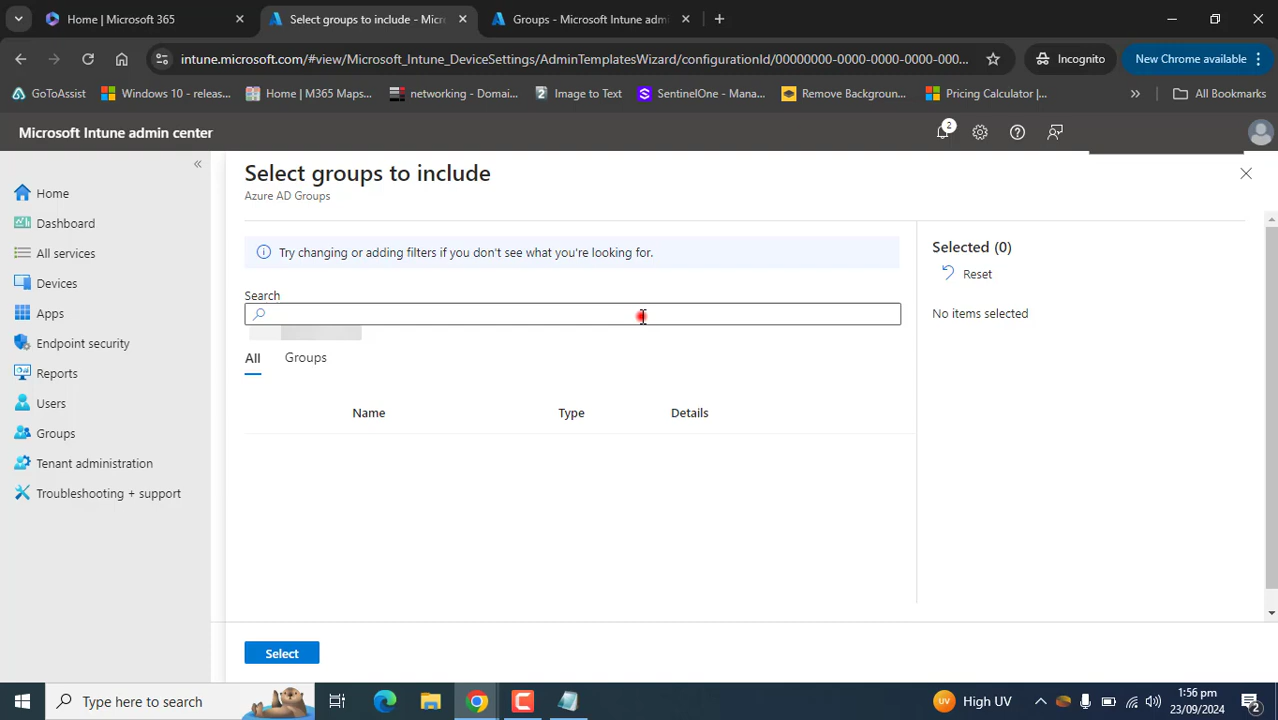 Home | Microsoft 365
Select groups to include - Micro
Groups - Microsoft Intune admi
intune.microsoft.com/#view/Microsoft_Intune_DeviceSettings/AdminTemplatesWizard/configurationId/00000000-0000-0000-0000-000...
Incognito
New Chrome available
GoToAssist
Windows 10 - releas...
Home | M365 Maps...
networking - Domai...
Image to Text
SentinelOne - Mana...
Remove Backgroun...
Pricing Calculator |...
All Bookmarks
Microsoft Intune admin center
2
Home
Dashboard
All services
Devices
Apps
Endpoint security
Reports
Users
Groups
Tenant administration
Troubleshooting + support
Select groups to include
Azure AD Groups
Try changing or adding filters if you don't see what you're looking for.
Search
All Groups
Name Type Details
Selected (0)
Reset
No items selected
Select
Type here to search
UV High UV
1:56 pm
23/09/2024
2